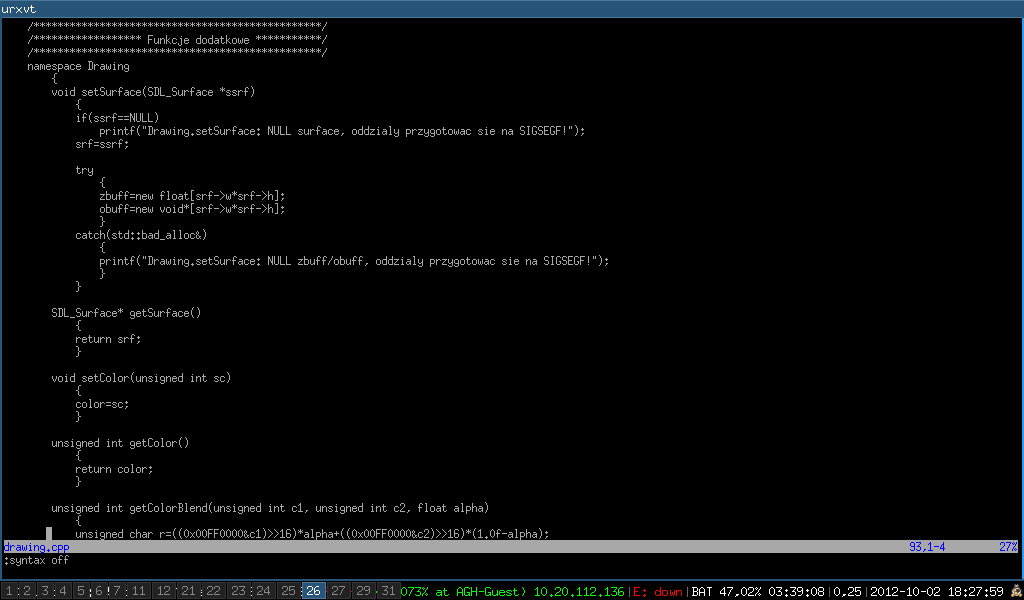 urxvt
/************************************************/
/****************** Funkcje dodatkowe ***********/
/************************************************/
namespace Drawing
{
void setSurface(SDL_Surface *ssrf)
{
if(ssrf==NULL)
printf("Drawing.setSurface: NULL surface, oddzialy przygotowac sie na SIGSEGF!");
srf=ssrf;
try
{
zbuff=new float[srf->w*srf->h];
obuff=new void*[srf->w*srf->h];
}
catch(std::bad_alloc&)
{
printf("Drawing.setSurface: NULL zbuff/obuff, oddzialy przygotowac sie na SIGSEGF!");
}
}
SDL_Surface* getSurface()
{
return srf;
}
void setColor(unsigned int sc)
{
color=sc;
}
unsigned int getColor()
{
return color;
}
unsigned int getColorBlend(unsigned int c1, unsigned int c2, float alpha)
{
unsigned char r=((0x00FF0000&c1)>>16)*alpha+((0x00FF0000&c2)>>16)*(1.0f-alpha);
drawing.cpp 93,1-4 27%
:syntax off
1 2 3 4 5 6 7 11 12 21 22 23 24 25 26 27 29 31 073% at AGH-Guest) 10.20.112.136|E: down|BAT 47,02% 03:39:08|0,25|2012-10-02 18:27:59